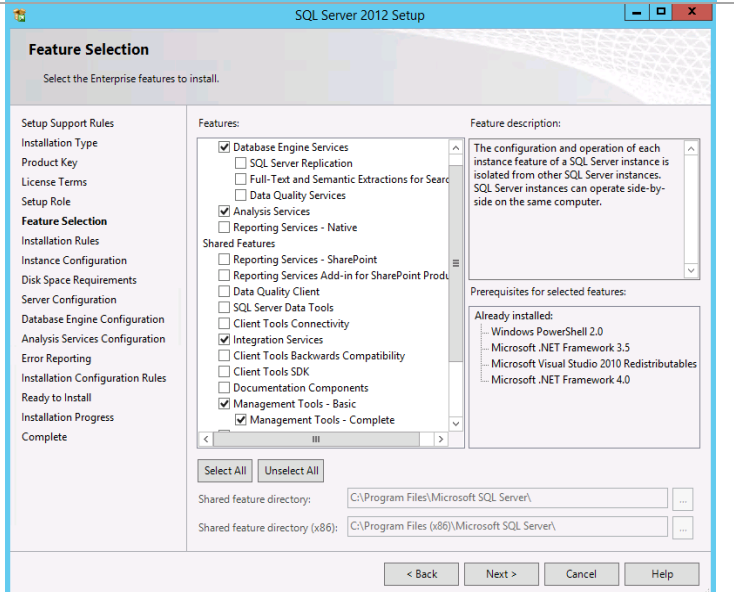 SQL Server 2012 Setup
Feature Selection
Select the Enterprise features to install.
Setup Support Rules
Installation Type
Product Key
License Terms
Setup Role
Feature Selection
Installation Rules
Instance Configuration
Disk Space Requirements
Server Configuration
Database Engine Configuration
Analysis Services Configuration
Error Reporting
Installation Configuration Rules
Ready to Install
Installation Progress
Complete
Features:
Database Engine Services
SQL Server Replication
Full-Text and Semantic Extractions for Searc
Data Quality Services
Analysis Services
Reporting Services - Native
Shared Features
Reporting Services - SharePoint
Reporting Services Add-in for SharePoint Produ
Data Quality Client
SQL Server Data Tools
Client Tools Connectivity
Integration Services
Client Tools Backwards Compatibility
Client Tools SDK
Documentation Components
Management Tools - Basic
Management Tools - Complete
Feature description:
The configuration and operation of each
instance feature of a SQL Server instance is
isolated from other SQL Server instances.
SQL Server instances can operate side-by-
side on the same computer.
Prerequisites for selected features:
Already installed:
Windows PowerShell 2.0
Microsoft .NET Framework 3.5
Microsoft Visual Studio 2010 Redistributables
Microsoft .NET Framework 4.0
Select All
Unselect All
Shared feature directory:
C:\Program Files\Microsoft SQL Server\
...
Shared feature directory (x86):
C:\Program Files (x86)\Microsoft SQL Server\
...
< Back
Next >
Cancel
Help